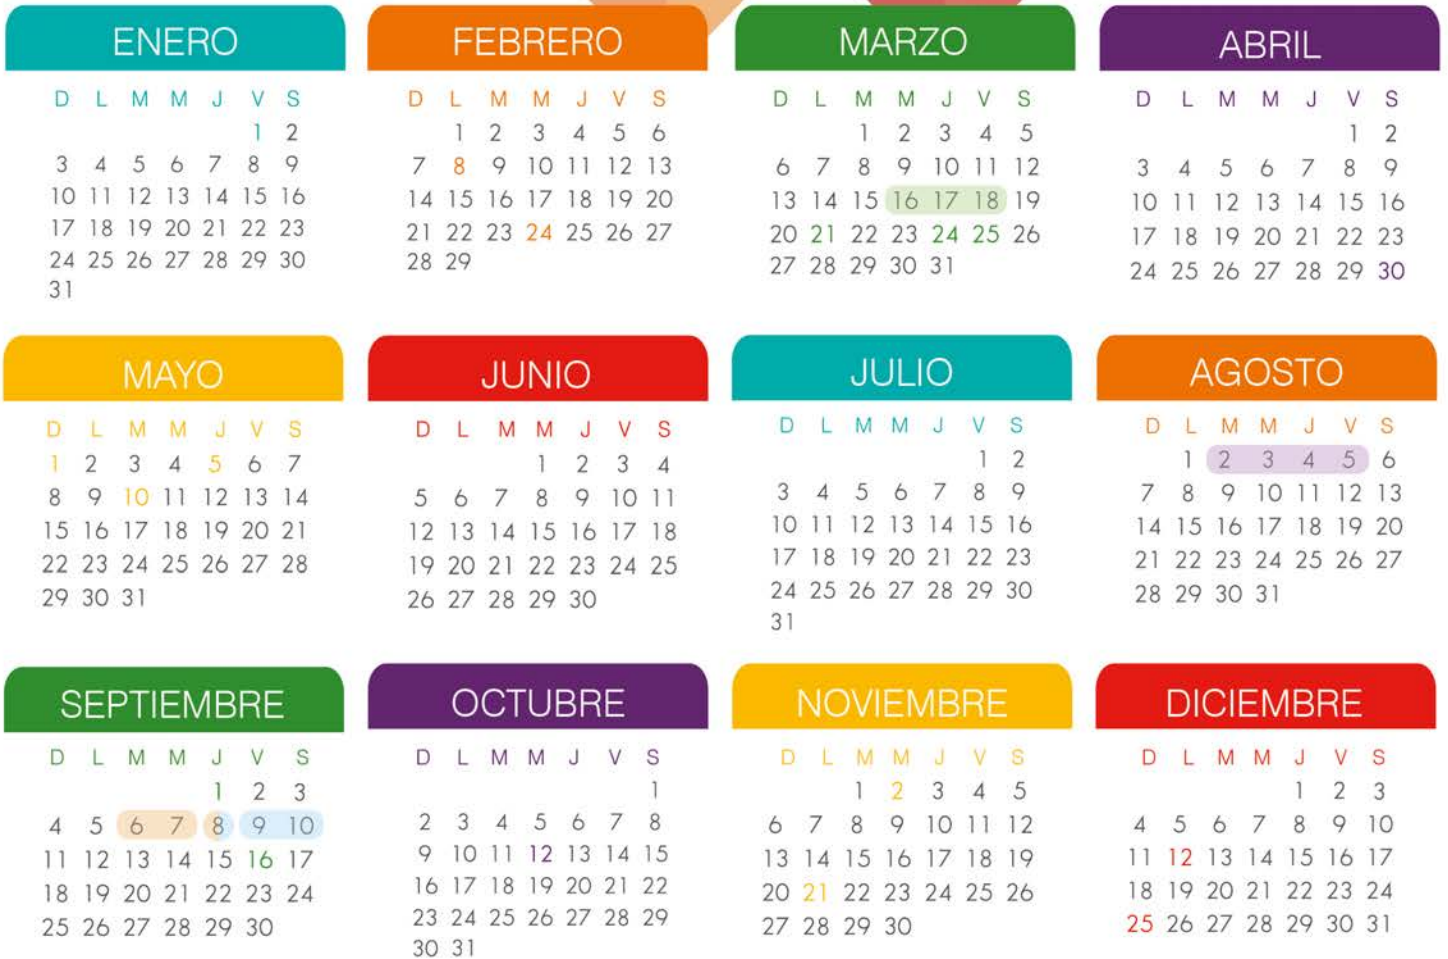 ENERO
D L M M J V S
1 2
3 4 5 6 7 8 9
10 11 12 13 14 15 16
17 18 19 20 21 22 23
24 25 26 27 28 29 30
31
FEBRERO
D L M M J V S
1 2 3 4 5 6
7 8 9 10 11 12 13
14 15 16 17 18 19 20
21 22 23 24 25 26 27
28 29
MARZO
D L M M J V S
1 2 3 4 5
6 7 8 9 10 11 12
13 14 15 16 17 18 19
20 21 22 23 24 25 26
27 28 29 30 31
ABRIL
D L M M J V S
1 2
3 4 5 6 7 8 9
10 11 12 13 14 15 16
17 18 19 20 21 22 23
24 25 26 27 28 29 30
MAYO
D L M M J V S
1 2 3 4 5 6 7
8 9 10 11 12 13 14
15 16 17 18 19 20 21
22 23 24 25 26 27 28
29 30 31
JUNIO
D L M M J V S
1 2 3 4
5 6 7 8 9 10 11
12 13 14 15 16 17 18
19 20 21 22 23 24 25
26 27 28 29 30
JULIO
D L M M J V S
1 2
3 4 5 6 7 8 9
10 11 12 13 14 15 16
17 18 19 20 21 22 23
24 25 26 27 28 29 30
31
AGOSTO
D L M M J V S
1 2 3 4 5 6
7 8 9 10 11 12 13
14 15 16 17 18 19 20
21 22 23 24 25 26 27
28 29 30 31
SEPTIEMBRE
D L M M J V S
1 2 3
4 5 6 7 8 9 10
11 12 13 14 15 16 17
18 19 20 21 22 23 24
25 26 27 28 29 30
OCTUBRE
D L M M J V S
1
2 3 4 5 6 7 8
9 10 11 12 13 14 15
16 17 18 19 20 21 22
23 24 25 26 27 28 29
30 31
NOVIEMBRE
D L M M J V S
1 2 3 4 5
6 7 8 9 10 11 12
13 14 15 16 17 18 19
20 21 22 23 24 25 26
27 28 29 30
DICIEMBRE
D L M M J V S
1 2 3
4 5 6 7 8 9 10
11 12 13 14 15 16 17
18 19 20 21 22 23 24
25 26 27 28 29 30 31